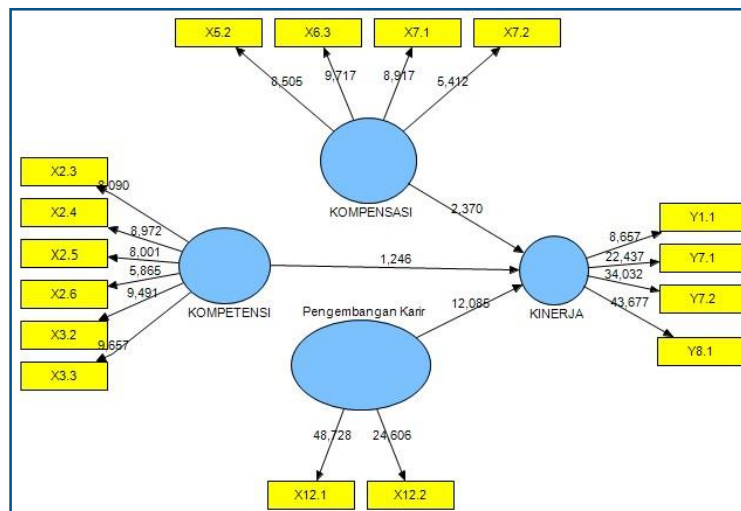 X5.2 X6.3 X7.1 X7.2
8,505 9,717 8,917 5,412
KOMPENSASI
2,370
X2.3
X2.4
X2.5
X2.6
X3.2
X3.3
8,090
8,972
8,001
5,865
9,491
9,657
KOMPETENSI
1,246
Pengembangan Karir
12,085
48,728 24,606
X12.1 X12.2
KINERJA
8,657
22,437
34,032
43,677
Y1.1
Y7.1
Y7.2
Y8.1